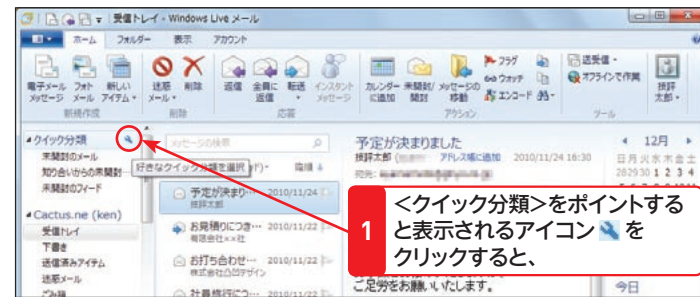 受信トレイ - Windows Live メール
ホーム フォルダー 表示 アカウント
電子メール メッセージ
フォト メール
新しい アイテム
迷惑 メール
削除
返信
全員に 返信
転送
インスタント メッセージ
カレンダー に追加
未開封/ 開封
メッセージの 移動
フラグ
ウォッチ
エンコード
送受信
オフラインで作業
技評 太郎
新規作成 削除 応答 アクション ツール
クイック分類
未開封のメール
知り合いからの未開封
未開封のフィード
好きなクイック分類を選択
Cactus.ne (ken)
受信トレイ
下書き
送信済みアイテム
迷惑メール
ごみ箱
メッセージの検索
降順
予定が決まり… 2010/11/24
技評太郎
お見積りにつき… 2010/11/22
有限会社××社
お打ち合わせ… 2010/11/22
株式会社凸凹デザイン
社員旅行につ… 2010/11/22
予定が決まりました
技評太郎
アドレス帳に追加 2010/11/24 16:30
宛先:
12月
日月火水木金土
282930 1 2 3 4
今日
1
<クイック分類>をポイントする
と表示されるアイコン を
クリックすると、
ご足労をお願いいたします。